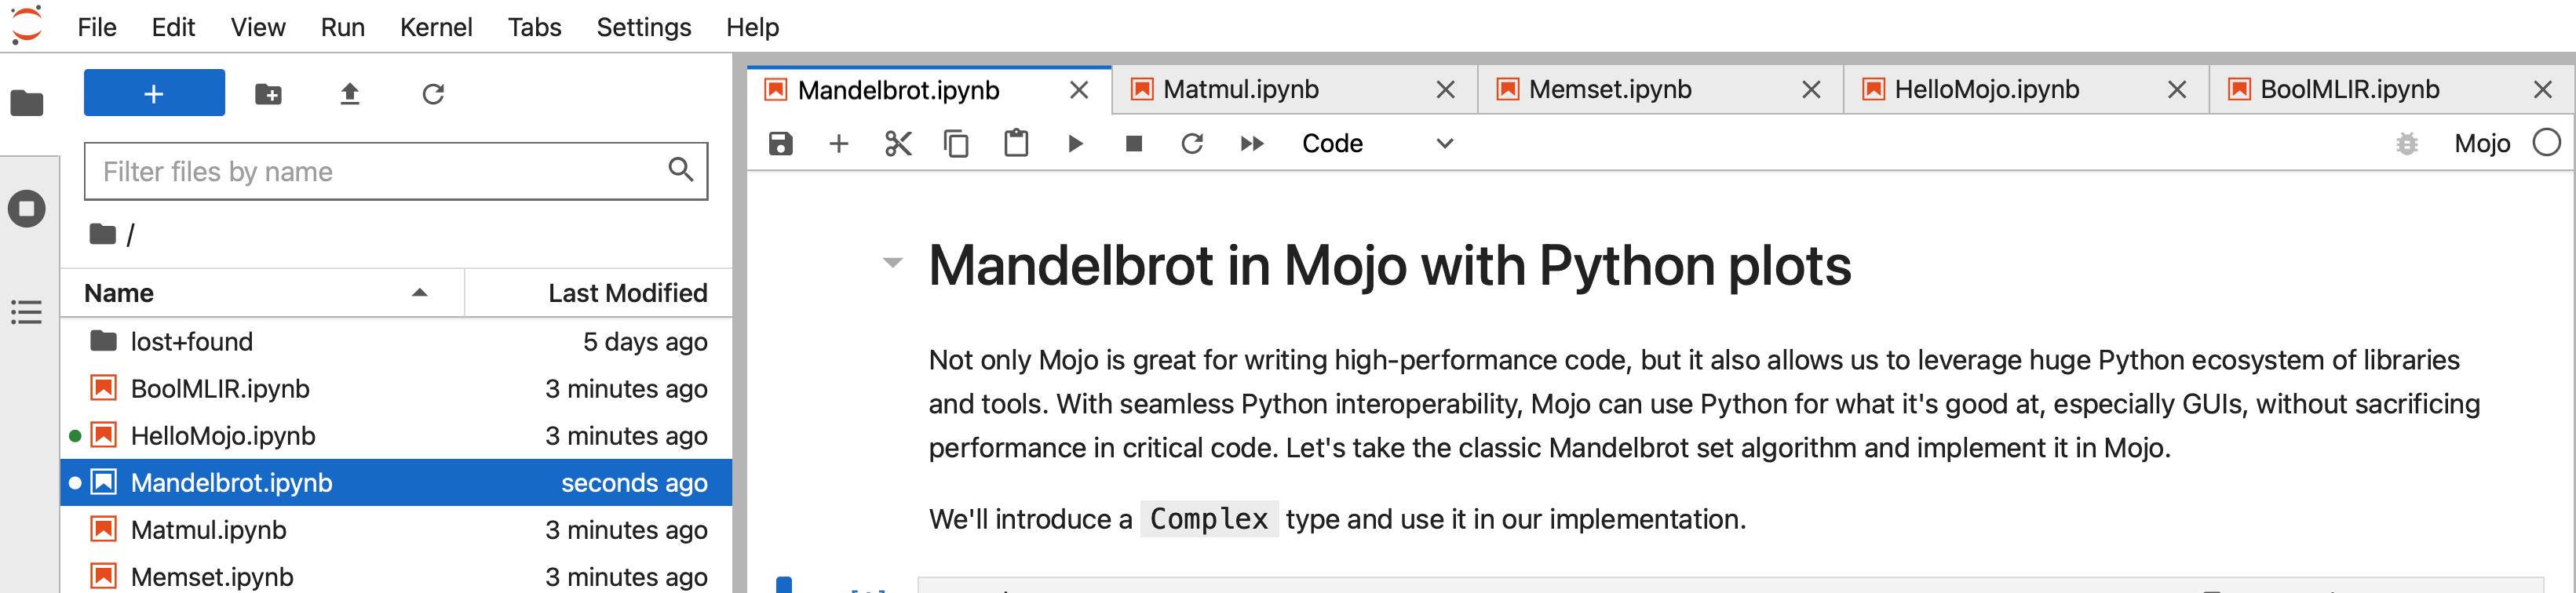 File Edit View Run Kernel Tabs Settings Help
Filter files by name
/
Name Last Modified
lost+found 5 days ago
BoolMLIR.ipynb 3 minutes ago
HelloMojo.ipynb 3 minutes ago
Mandelbrot.ipynb seconds ago
Matmul.ipynb 3 minutes ago
Memset.ipynb 3 minutes ago
Mandelbrot.ipynb Matmul.ipynb Memset.ipynb HelloMojo.ipynb BoolMLIR.ipynb
Code Mojo
Mandelbrot in Mojo with Python plots
Not only Mojo is great for writing high-performance code, but it also allows us to leverage huge Python ecosystem of libraries
and tools. With seamless Python interoperability, Mojo can use Python for what it's good at, especially GUIs, without sacrificing
performance in critical code. Let's take the classic Mandelbrot set algorithm and implement it in Mojo.
We'll introduce a Complex type and use it in our implementation.